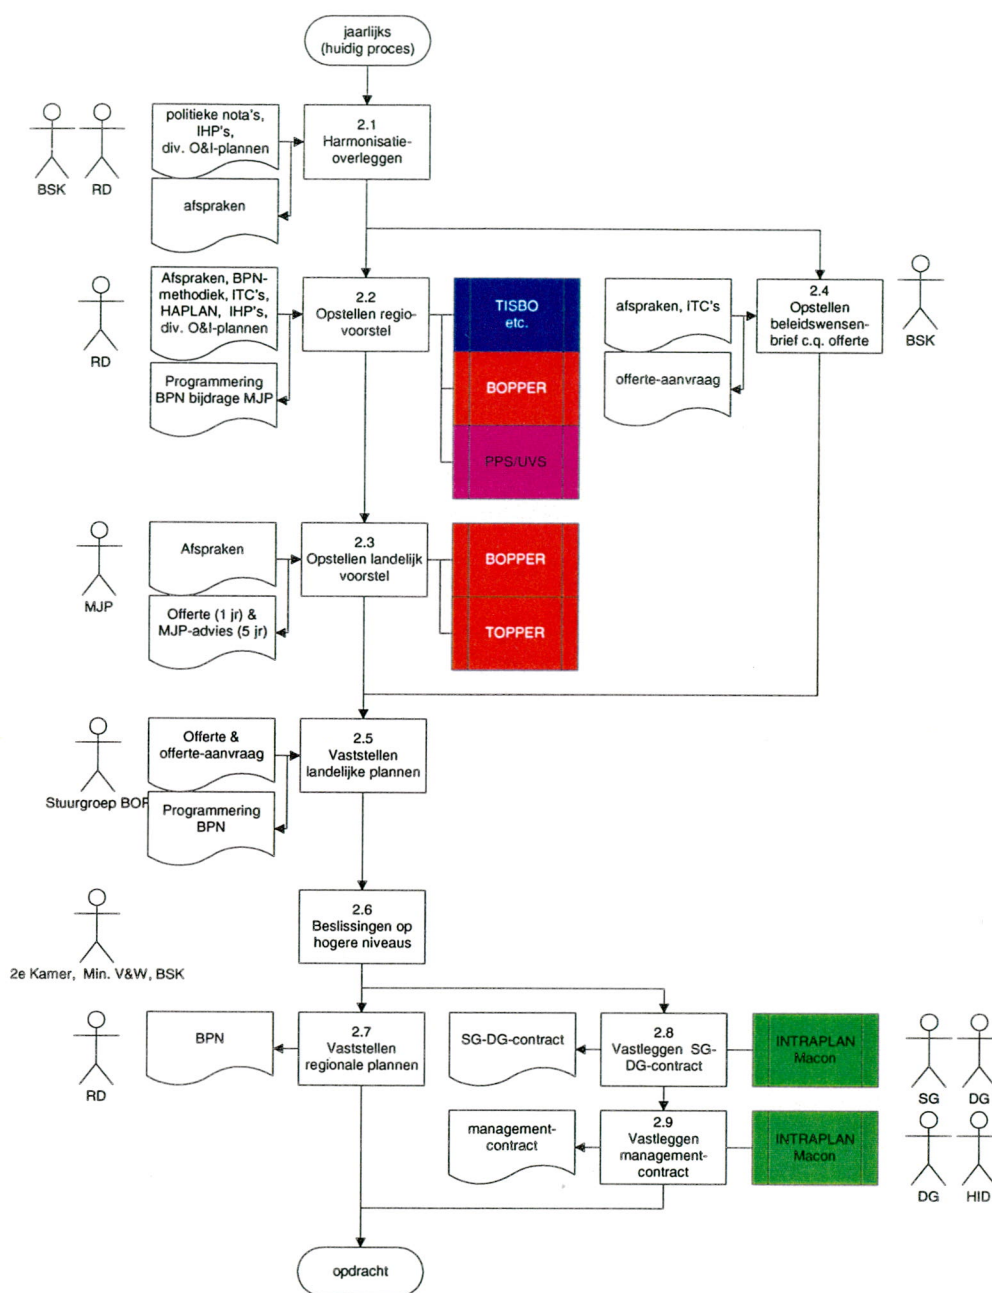 jaarlijks
(huidig proces)
politieke nota's,
IHP's,
div. O&I-plannen
2.1
Harmonisatie-
overleggen
BSK
RD
afspraken
Afspraken, BPN-
methodiek, ITC's,
HAPLAN, IHP's,
div. O&I-plannen
2.2
Opstellen regio-
voorstel
TISBO
etc.
afspraken, ITC's
2.4
Opstellen
beleidswensen-
brief c.q. offerte
BSK
RD
Programmering
BPN bijdrage MJP
BOPPER
offerte-aanvraag
PPS/UVS
Afspraken
2.3
Opstellen landelijk
voorstel
BOPPER
MJP
Offerte (1 jr) &
MJP-advies (5 jr)
TOPPER
Offerte &
offerte-aanvraag
2.5
Vaststellen
landelijke plannen
Stuurgroep BOP
Programmering
BPN
2.6
Beslissingen op
hogere niveaus
2e Kamer, Min. V&W, BSK
BPN
2.7
Vaststellen
regionale plannen
SG-DG-contract
2.8
Vastleggen SG-
DG-contract
INTRAPLAN
Macon
RD
SG
DG
management-
contract
2.9
Vastleggen
management-
contract
INTRAPLAN
Macon
DG
HID
opdracht